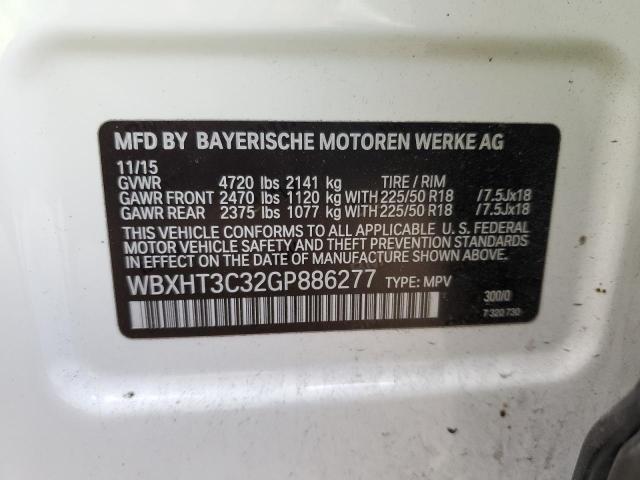 MFD BY BAYERISCHE MOTOREN WERKE AG
11/15
GVWR 4720 lbs 2141 kg TIRE / RIM
GAWR FRONT 2470 lbs 1120 kg WITH 225/50 R18 /7.5Jx18
GAWR REAR 2375 lbs 1077 kg WITH 225/50 R18 /7.5Jx18
THIS VEHICLE CONFORMS TO ALL APPLICABLE U. S. FEDERAL
MOTOR VEHICLE SAFETY BUMPER, AND THEFT PREVENTION
STANDARDS IN EFFECT ON THE DATE OF MANUFACTURE SHOWN ABOVE.
WBXHT3C32GP886277 TYPE: MPV
300/0
7 320 730